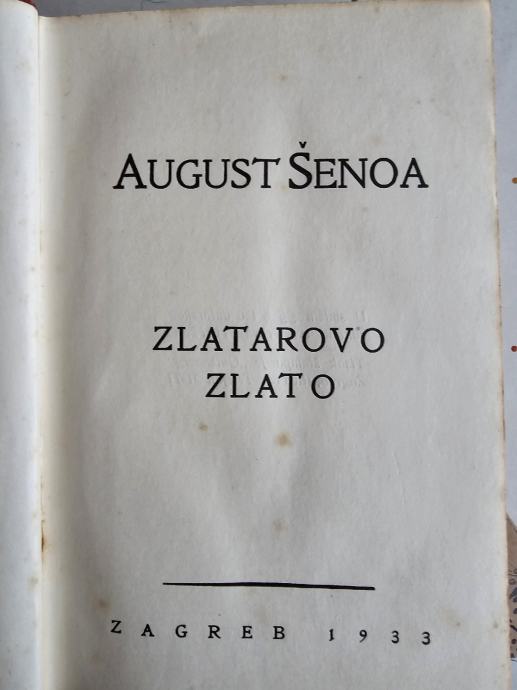 AUGUST ŠENOA
ZLATAROVO
ZLATO
ZAGREB 1933